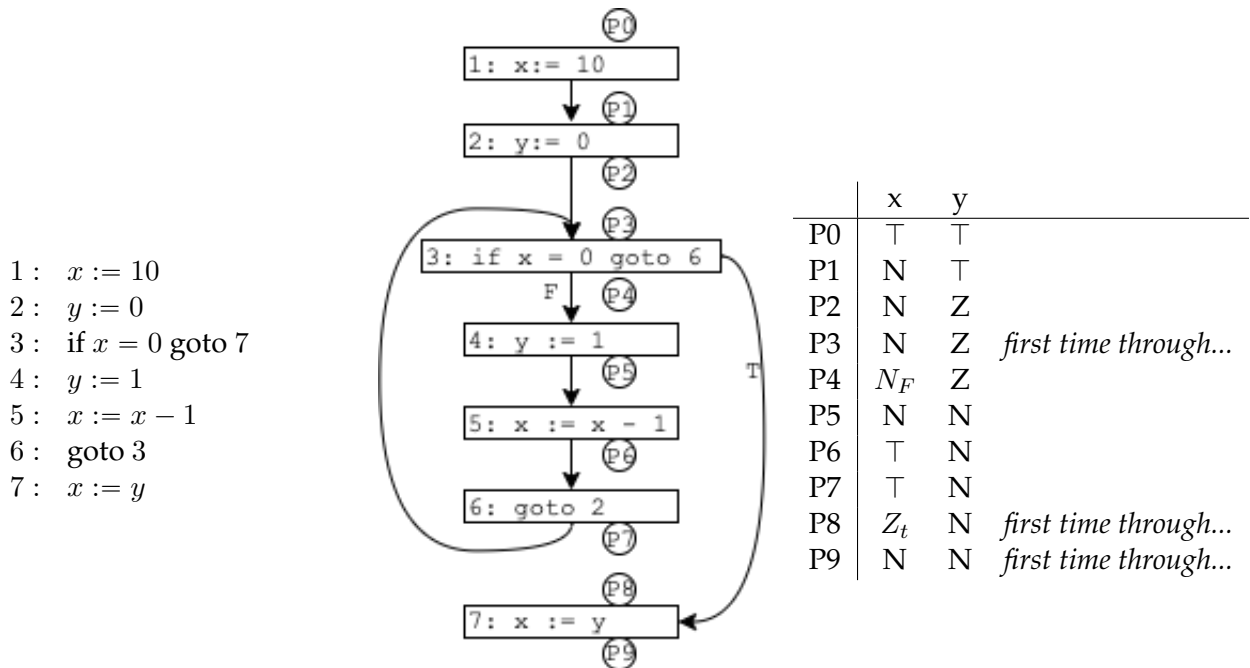 1 : x := 10
2 : y := 0
3 : if x = 0 goto 7
4 : y := 1
5 : x := x − 1
6 : goto 3
7 : x := y
P0
1: x:= 10
P1
2: y:= 0
P2
P3
3: if x = 0 goto 6
F
P4
4: y := 1
P5
T
5: x := x - 1
P6
6: goto 2
P7
P8
7: x := y
P9
x y
P0 ⊤ ⊤
P1 N ⊤
P2 N Z
P3 N Z first time through...
P4 N_F Z
P5 N N
P6 ⊤ N
P7 ⊤ N
P8 Z_t N first time through...
P9 N N first time through...